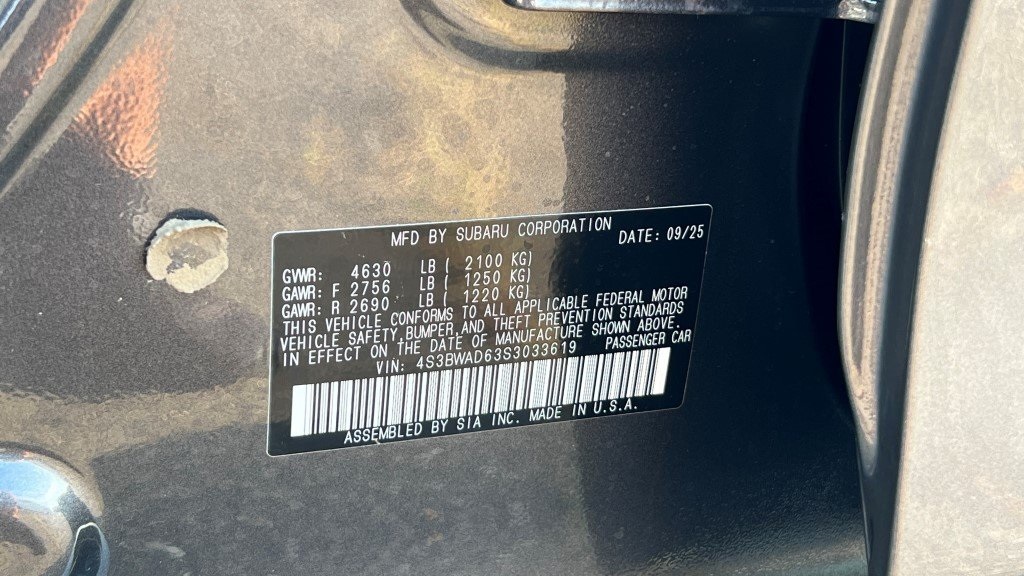 MFD BY SUBARU CORPORATION DATE: 09/25
GVWR: 4630 LB ( 2100 KG)
GAWR: F 2756 LB ( 1250 KG)
GAWR: R 2690 LB ( 1220 KG)
THIS VEHICLE CONFORMS TO ALL APPLICABLE FEDERAL MOTOR
VEHICLE SAFETY, BUMPER, AND THEFT PREVENTION STANDARDS
IN EFFECT ON THE DATE OF MANUFACTURE SHOWN ABOVE.
VIN: 4S3BWAD63S3033619 PASSENGER CAR
ASSEMBLED BY SIA INC. MADE IN U.S.A.